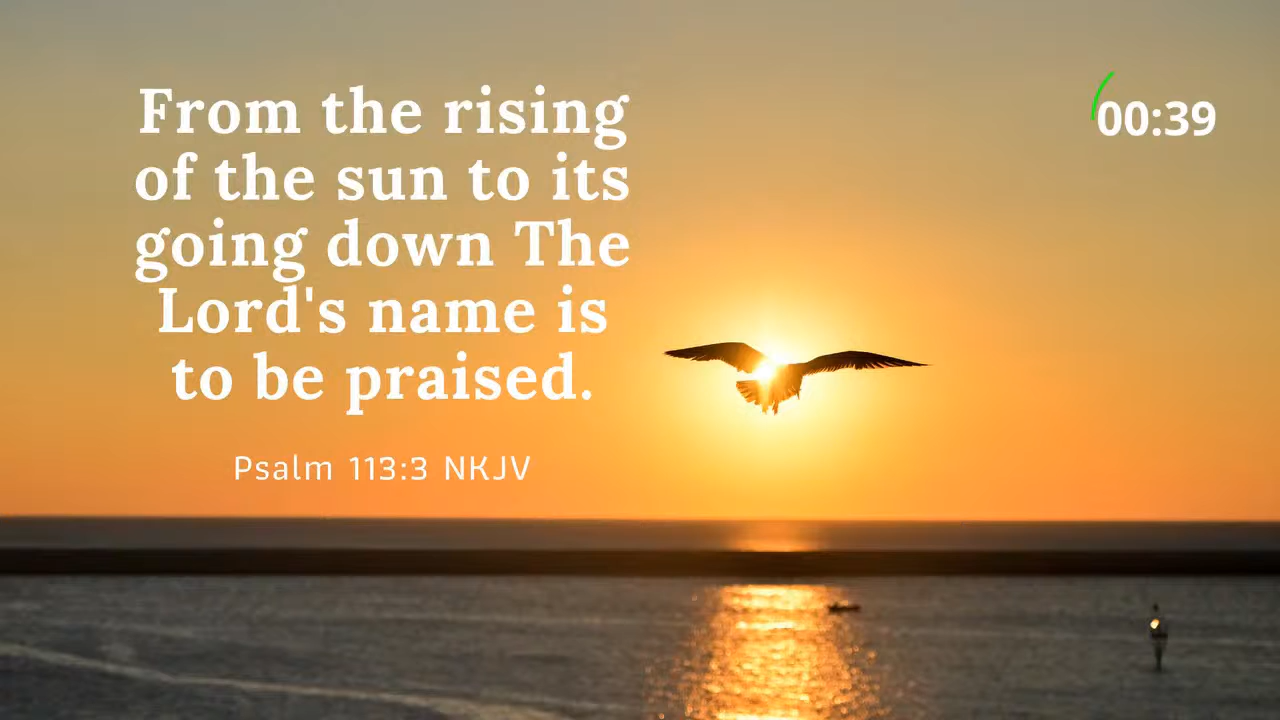 From the rising
of the sun to its
going down The
Lord's name is
to be praised.
Psalm 113:3 NKJV
00:39